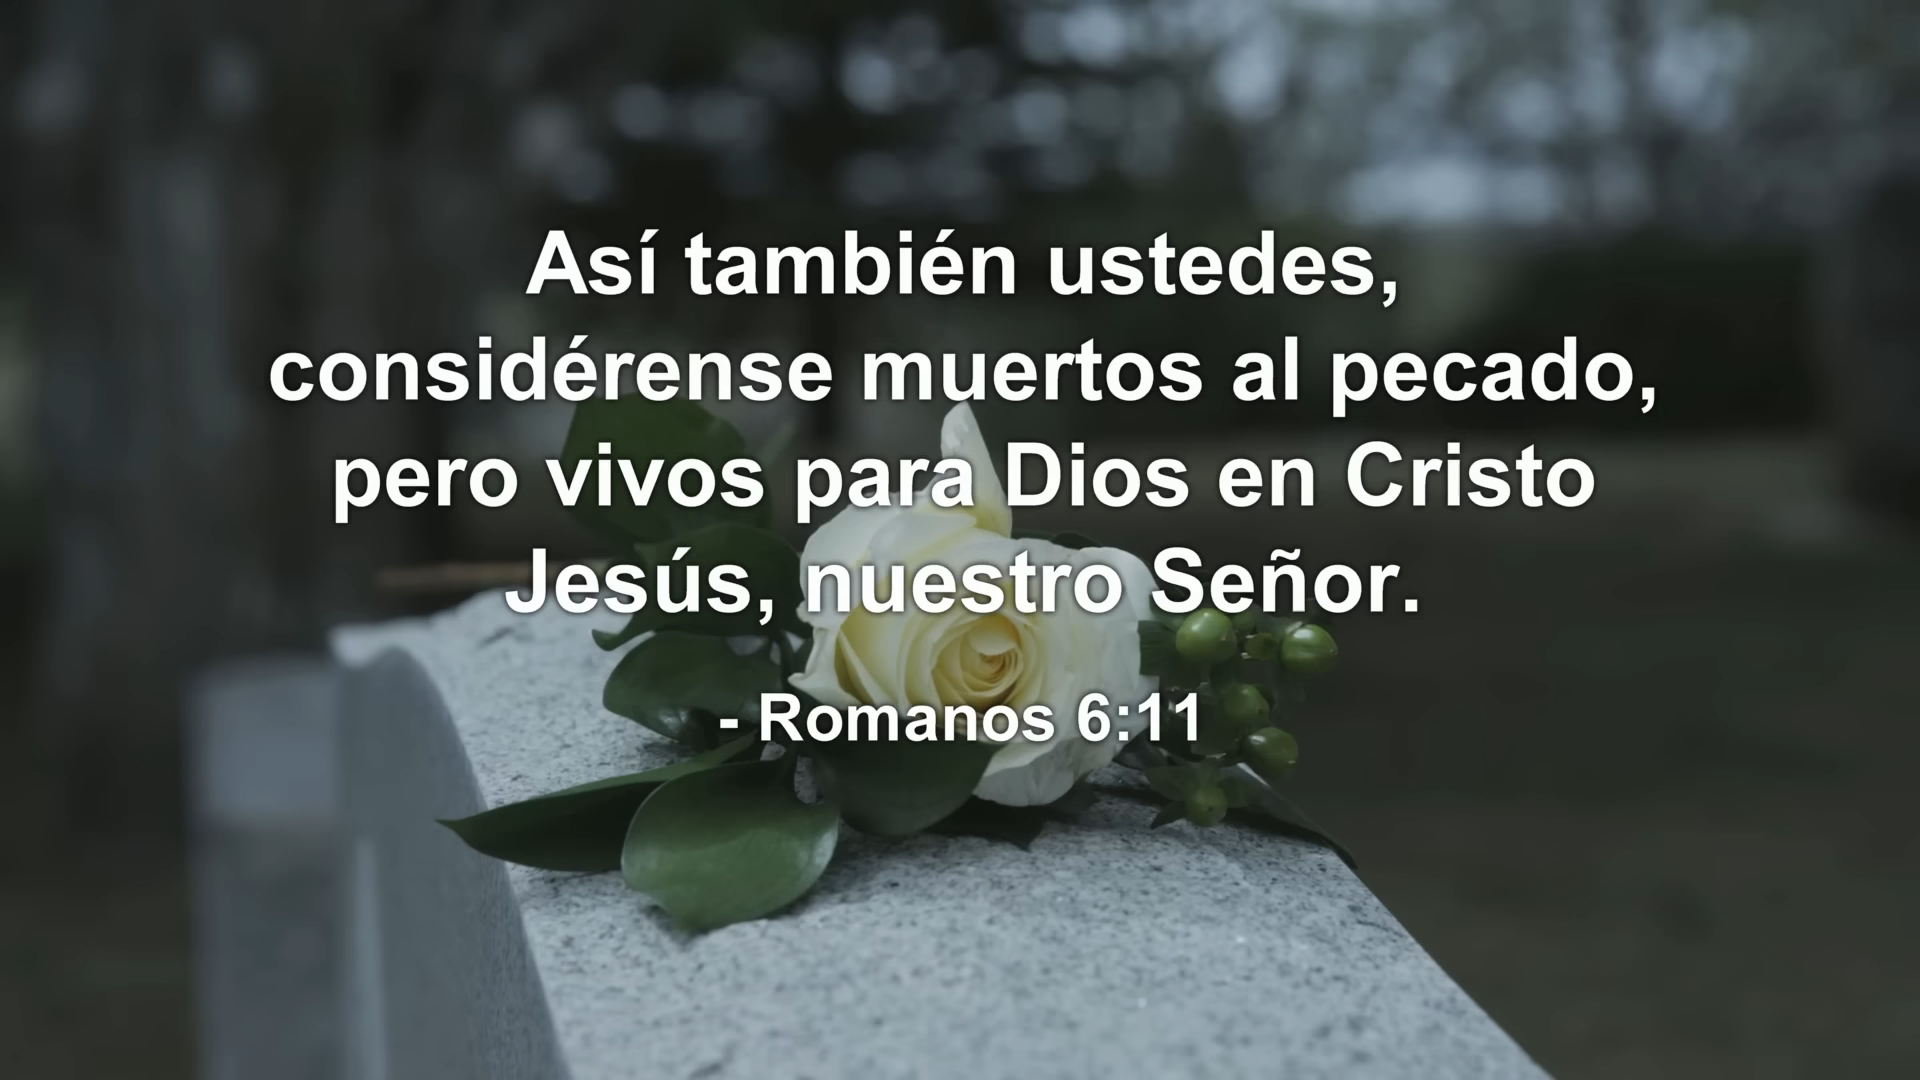 Así también ustedes,
considérense muertos al pecado,
pero vivos para Dios en Cristo
Jesús, nuestro Señor.
- Romanos 6:11